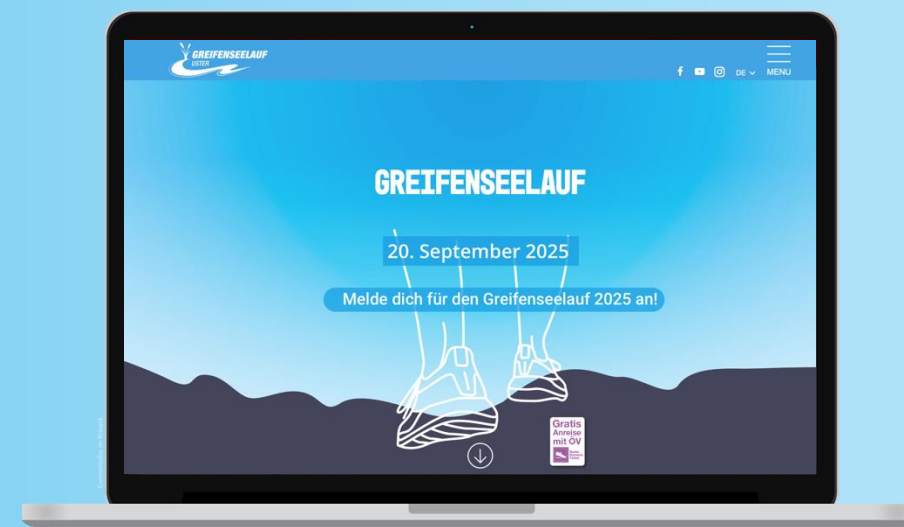 GREIFENSEELAUF
USTER
DE
MENU
GREIFENSEELAUF
20. September 2025
Melde dich für den Greifenseelauf 2025 an!
Gratis
Anreise
mit ÖV